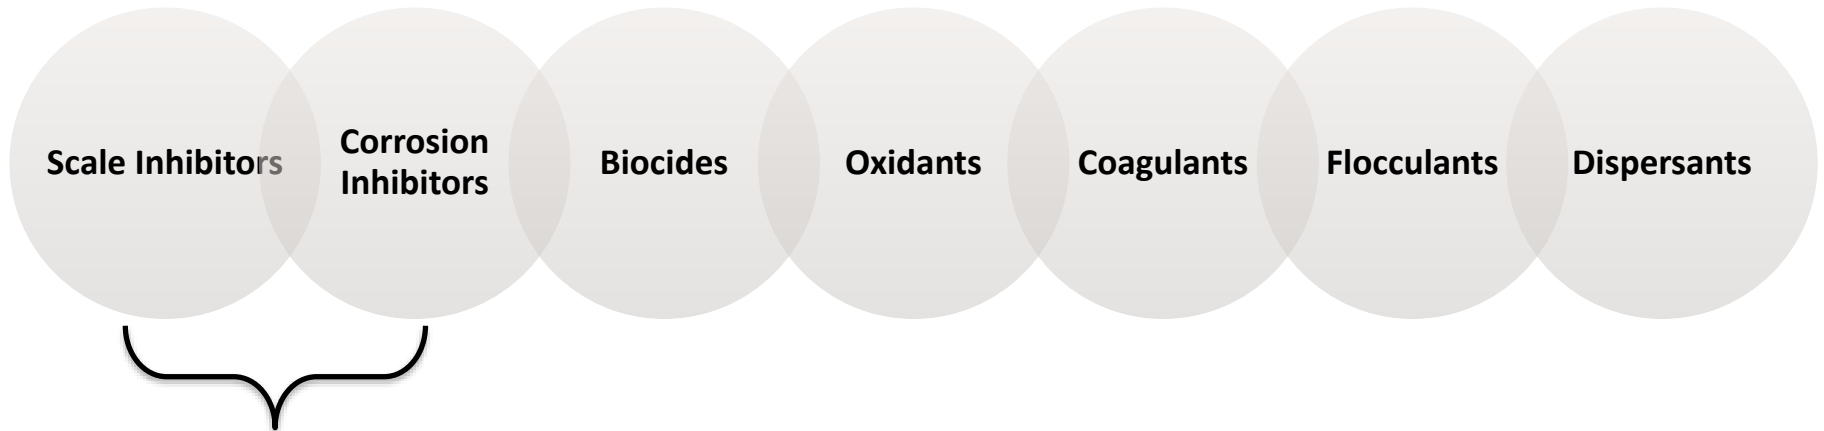 Scale Inhibitors
Corrosion
Inhibitors
Biocides
Oxidants
Coagulants
Flocculants
Dispersants